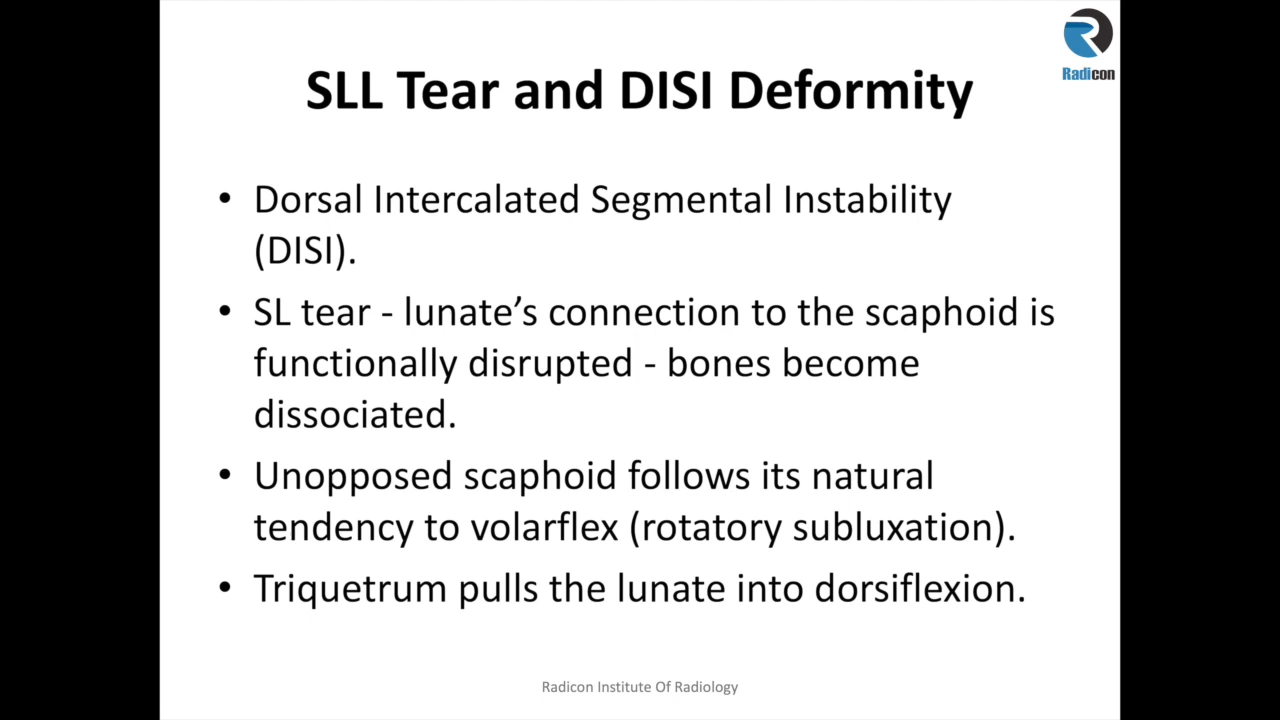 Radicon
SLL Tear and DISI Deformity
• Dorsal Intercalated Segmental Instability
(DISI).
• SL tear - lunate’s connection to the scaphoid is
functionally disrupted - bones become
dissociated.
• Unopposed scaphoid follows its natural
tendency to volarflex (rotatory subluxation).
• Triquetrum pulls the lunate into dorsiflexion.
Radicon Institute Of Radiology